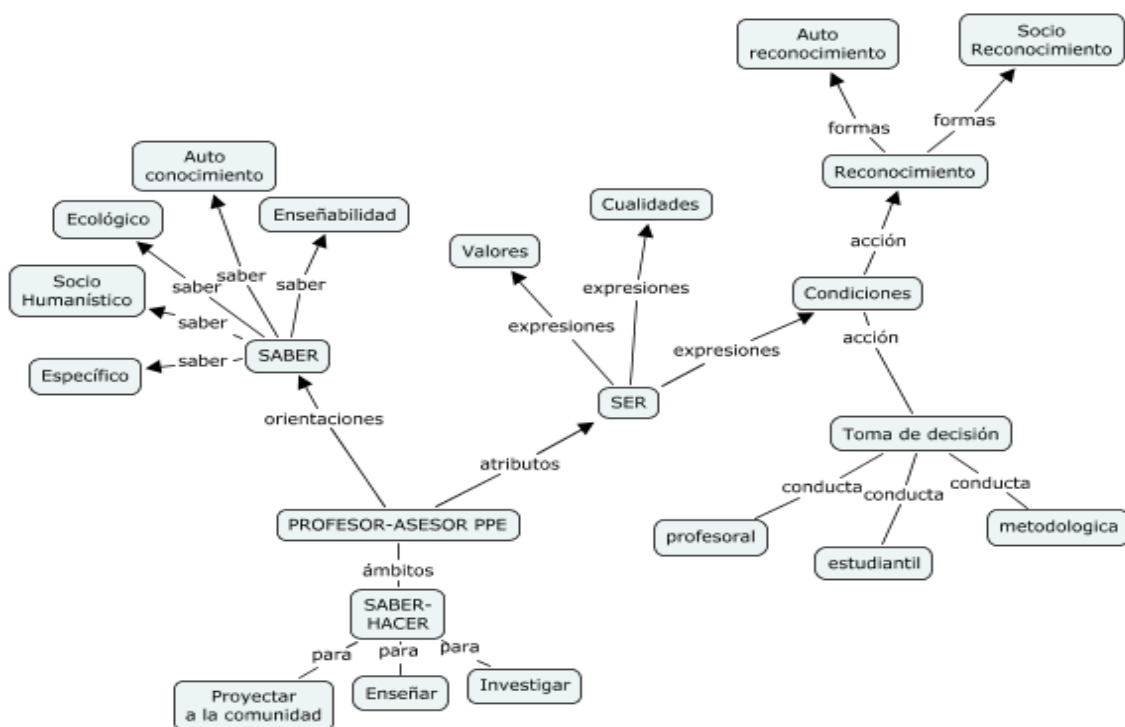 Auto
reconocimiento
Socio
Reconocimiento
formas
formas
Reconocimiento
Auto
conocimiento
Ecológico
Enseñabilidad
Cualidades
Valores
acción
Socio
Humanístico
saber
saber
saber
expresiones
Condiciones
saber
expresiones
acción
Específico
saber
SABER
expresiones
SER
orientaciones
Toma de decisión
atributos
conducta
conducta
conducta
PROFESOR-ASESOR PPE
profesoral
metodologica
estudiantil
ámbitos
SABER-
HACER
para
para
para
Proyectar
a la comunidad
Enseñar
Investigar